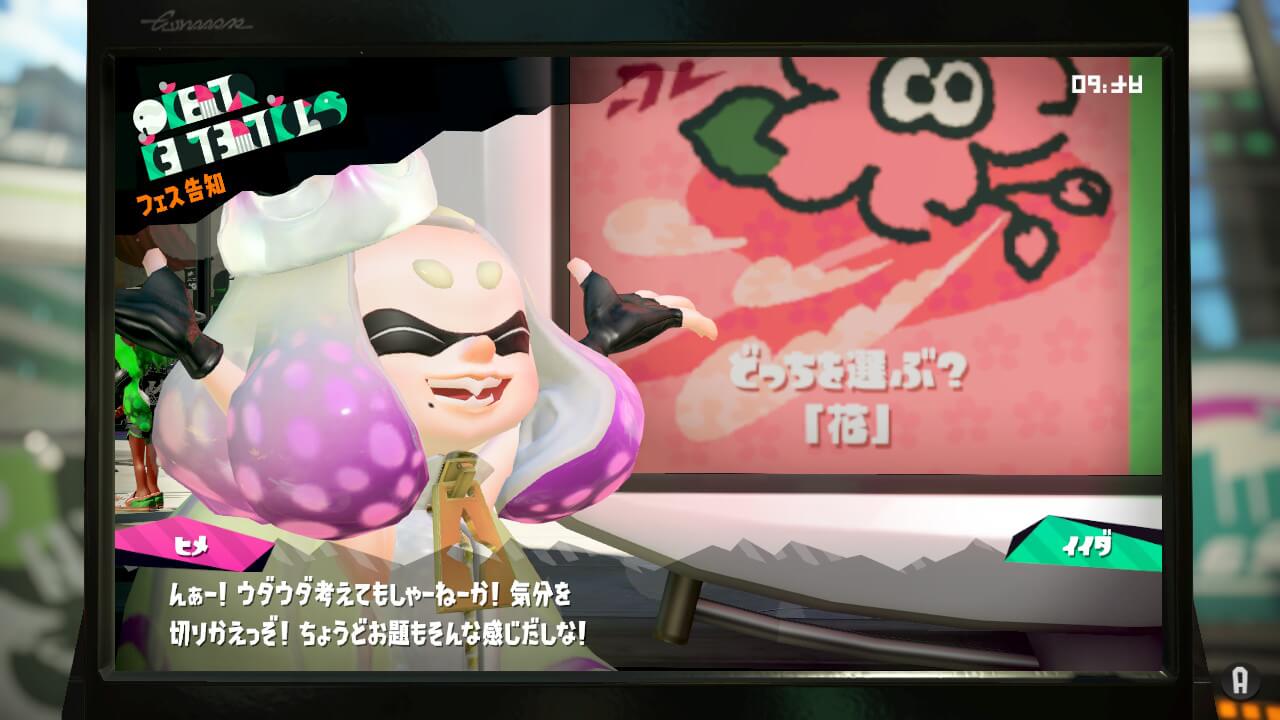 フェス告知
コレ
どっちを選ぶ?
「花」
ヒメ
イイダ
んぁー! ウダウダ考えてもしゃーねーか! 気分を
切りかえっぞ! ちょうどお題もそんな感じだしな!
A